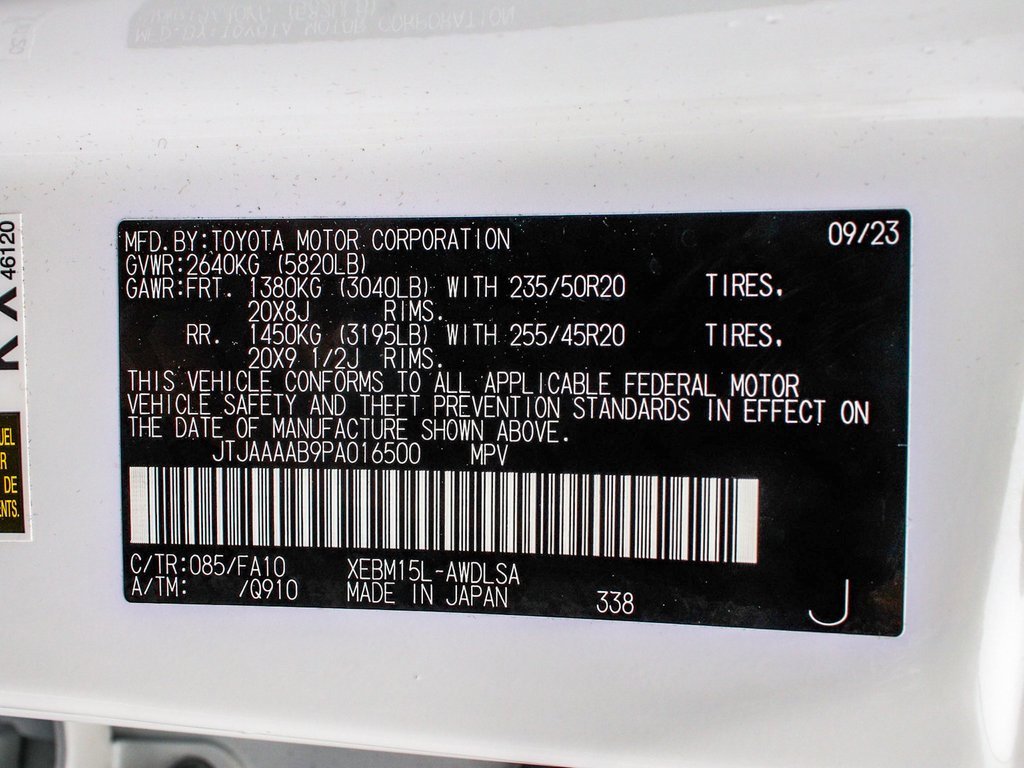 MFD.BY:TOYOTA MOTOR CORPORATION 09/23
GVWR:2640KG (5820LB)
GAWR:FRT. 1380KG (3040LB) WITH 235/50R20 TIRES,
20X8J RIMS.
RR. 1450KG (3195LB) WITH 255/45R20 TIRES,
20X9 1/2J RIMS.
THIS VEHICLE CONFORMS TO ALL APPLICABLE FEDERAL MOTOR
VEHICLE SAFETY AND THEFT PREVENTION STANDARDS IN EFFECT ON
THE DATE OF MANUFACTURE SHOWN ABOVE.
JTJAAAAB9PA016500 MPV
C/TR:085/FA10 XEBM15L-AWDLSA
A/TM: /Q910 MADE IN JAPAN 338 J
46120
UEL
R
DE
ENTS.